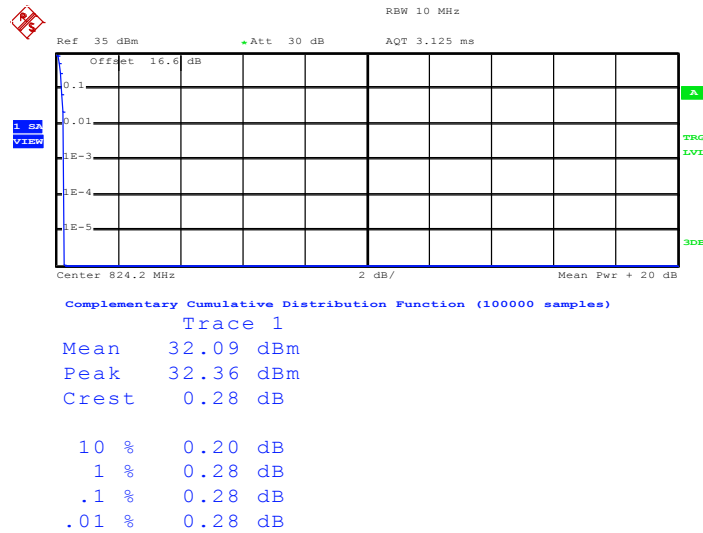 RBW 10 MHz
Ref 35 dBm * Att 30 dB AQT 3.125 ms
Offset 16.6 dB
0.1
A
1 SA
VIEW
0.01
TRG
LVL
1E-3
1E-4
1E-5
3DB
Center 824.2 MHz 2 dB/ Mean Pwr + 20 dB
Complementary Cumulative Distribution Function (100000 samples)
Trace 1
Mean 32.09 dBm
Peak 32.36 dBm
Crest 0.28 dB
10 % 0.20 dB
1 % 0.28 dB
.1 % 0.28 dB
.01 % 0.28 dB